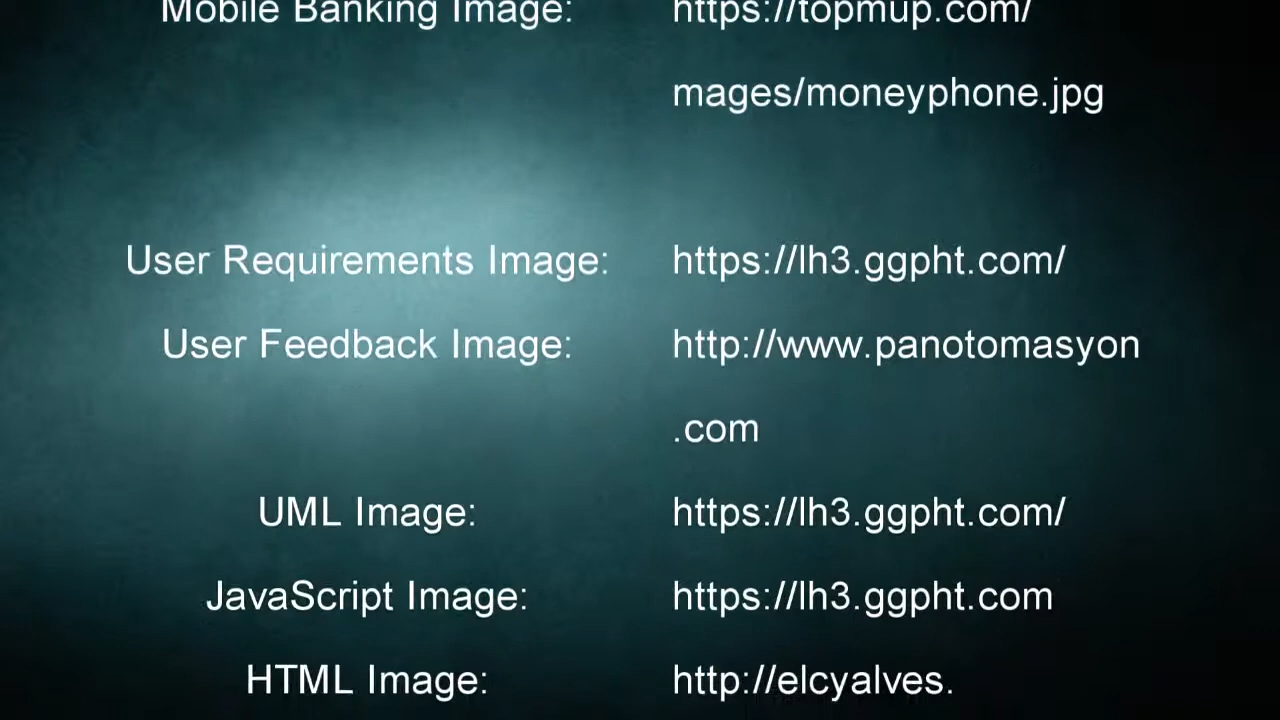 Mobile Banking Image: https://topmup.com/
mages/moneyphone.jpg
User Requirements Image: https://lh3.ggpht.com/
User Feedback Image: http://www.panotomasyon
.com
UML Image: https://lh3.ggpht.com/
JavaScript Image: https://lh3.ggpht.com
HTML Image: http://elcyalves.